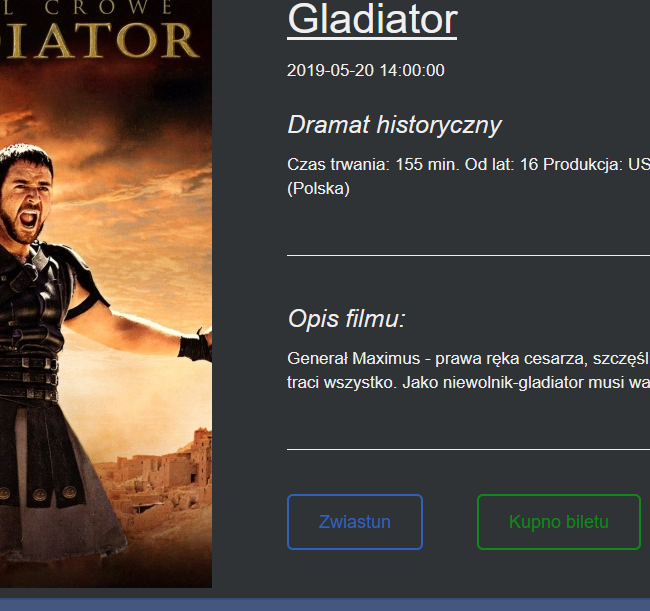 L CROWE
DIATOR
Gladiator
2019-05-20 14:00:00
Dramat historyczny
Czas trwania: 155 min. Od lat: 16 Produkcja: US
(Polska)
Opis filmu:
Generał Maximus - prawa ręka cesarza, szczęśl
traci wszystko. Jako niewolnik-gladiator musi wa
Zwiastun
Kupno biletu